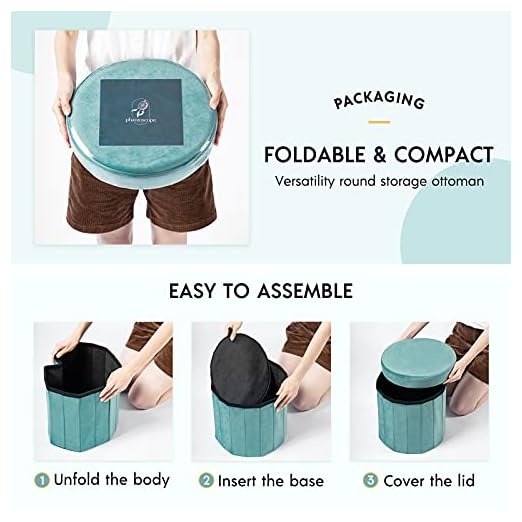 phantoscope
PACKAGING
FOLDABLE & COMPACT
Versatility round storage ottoman
EASY TO ASSEMBLE
1 Unfold the body
2 Insert the base
3 Cover the lid